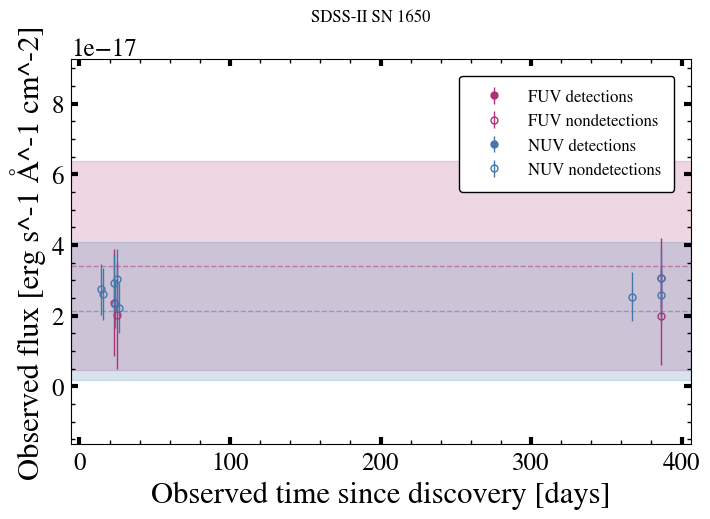 SDSS-II SN 1650
1e−17
Observed flux [erg s^-1 Å^-1 cm^-2]
8
6
4
2
0
FUV detections
FUV nondetections
NUV detections
NUV nondetections
0 100 200 300 400
Observed time since discovery [days]